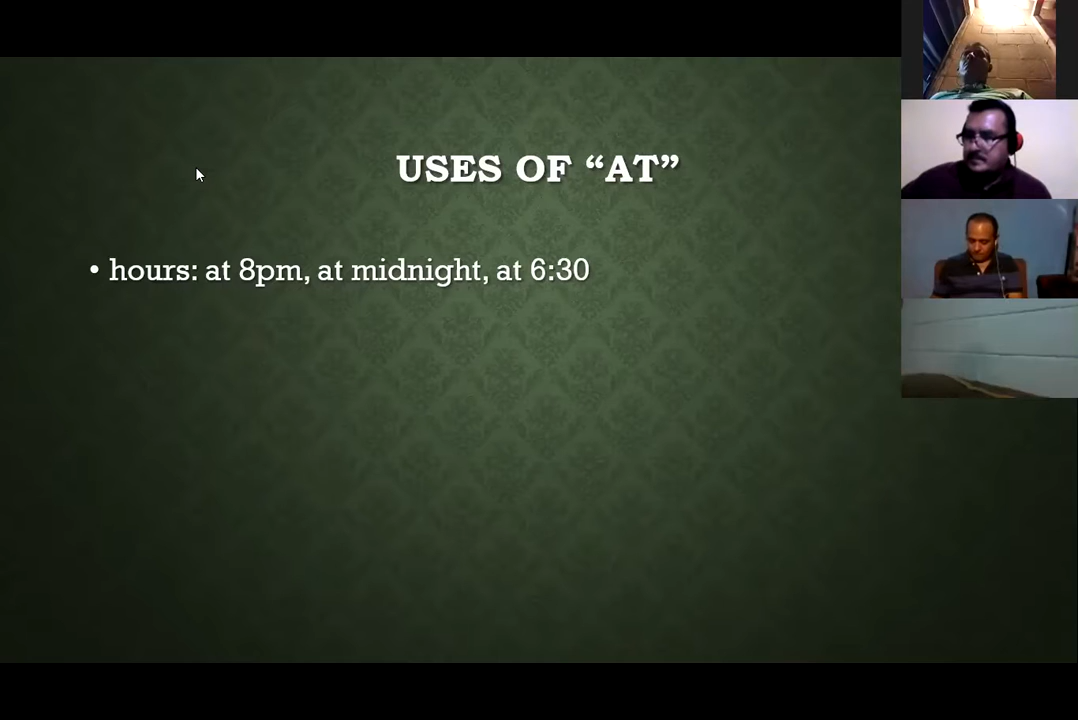 USES OF “AT”
• hours: at 8pm, at midnight, at 6:30